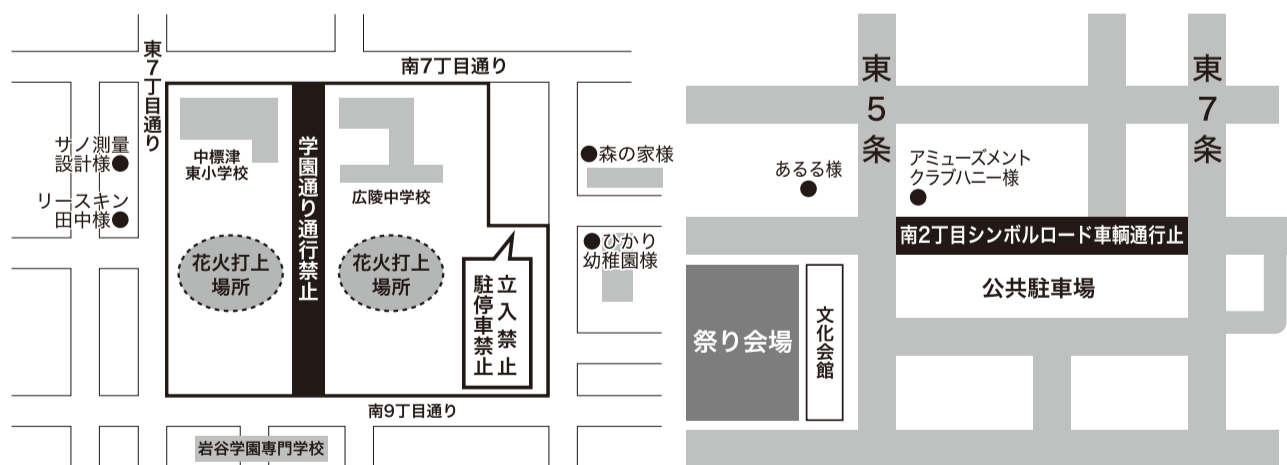 東7丁目通り
南7丁目通り
サノ測量
設計様●
リースキン
田中様●
中標津
東小学校
学園通り通行禁止
広陵中学校
●森の家様
●ひかり
幼稚園様
花火打上
場所
花火打上
場所
立入禁止
駐停車禁止
南9丁目通り
岩谷学園専門学校
東5条
東7条
あるる様
アミューズメント
クラブハニー様
南2丁目シンボルロード車輌通行止
公共駐車場
祭り会場
文化会館